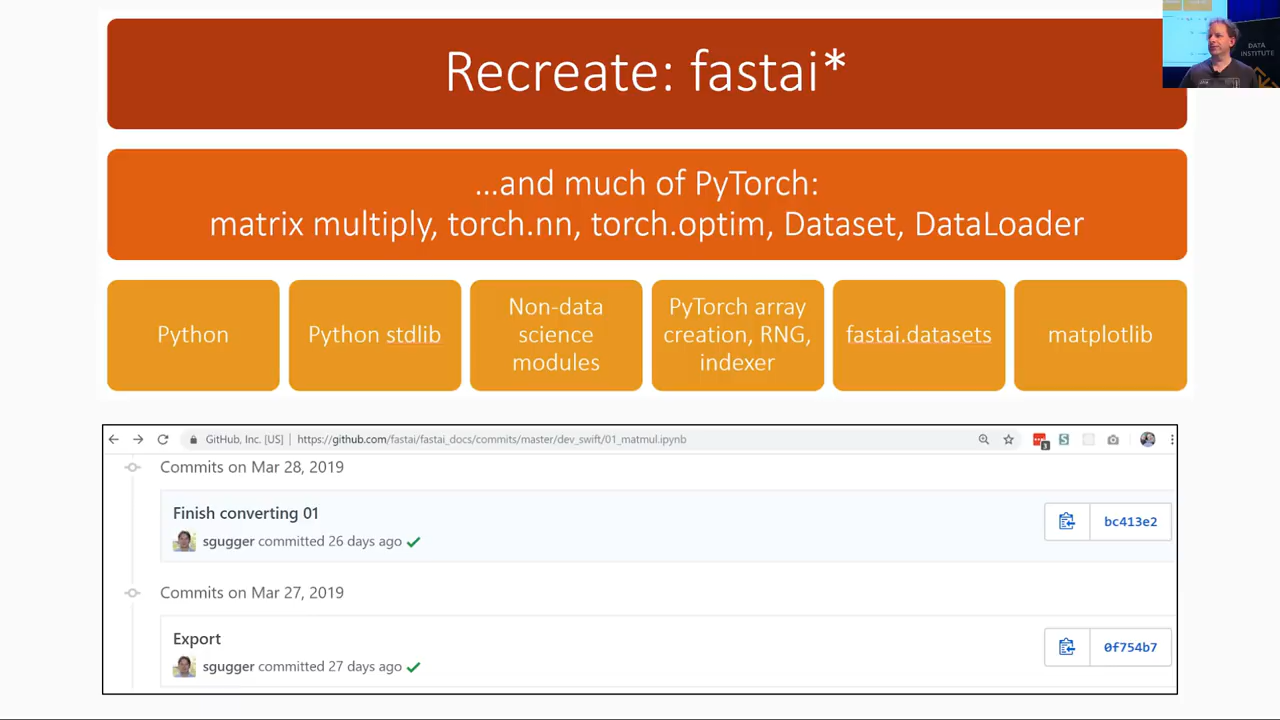 Recreate: fastai*
DATA
INSTITUTE
...and much of PyTorch:
matrix multiply, torch.nn, torch.optim, Dataset, DataLoader
Python
Python stdlib
Non-data
science
modules
PyTorch array
creation, RNG,
indexer
fastai.datasets
matplotlib
GitHub, Inc. [US] | https://github.com/fastai/fastai_docs/commits/master/dev_swift/01_matmul.ipynb
Commits on Mar 28, 2019
Finish converting 01
sgugger committed 26 days ago
bc413e2
Commits on Mar 27, 2019
Export
sgugger committed 27 days ago
0f754b7